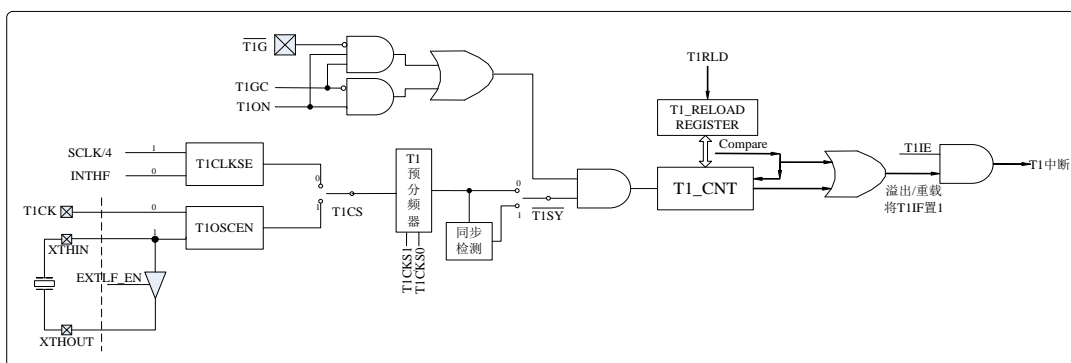 T1G
T1GC
T1ON
T1RLD
T1_RELOAD
REGISTER
Compare
T1_CNT
T1IE
T1中断
溢出/重载
将T1IF置1
SCLK/4
1
INTHF
0
T1CLKSE
T1CK
0
XTHIN
1
T1OSCEN
EXTLF_EN
XTHOUT
0
1
T1CS
T1
预
分
频
器
T1CKS1
T1CKS0
同步
检测
0
1
T1SY